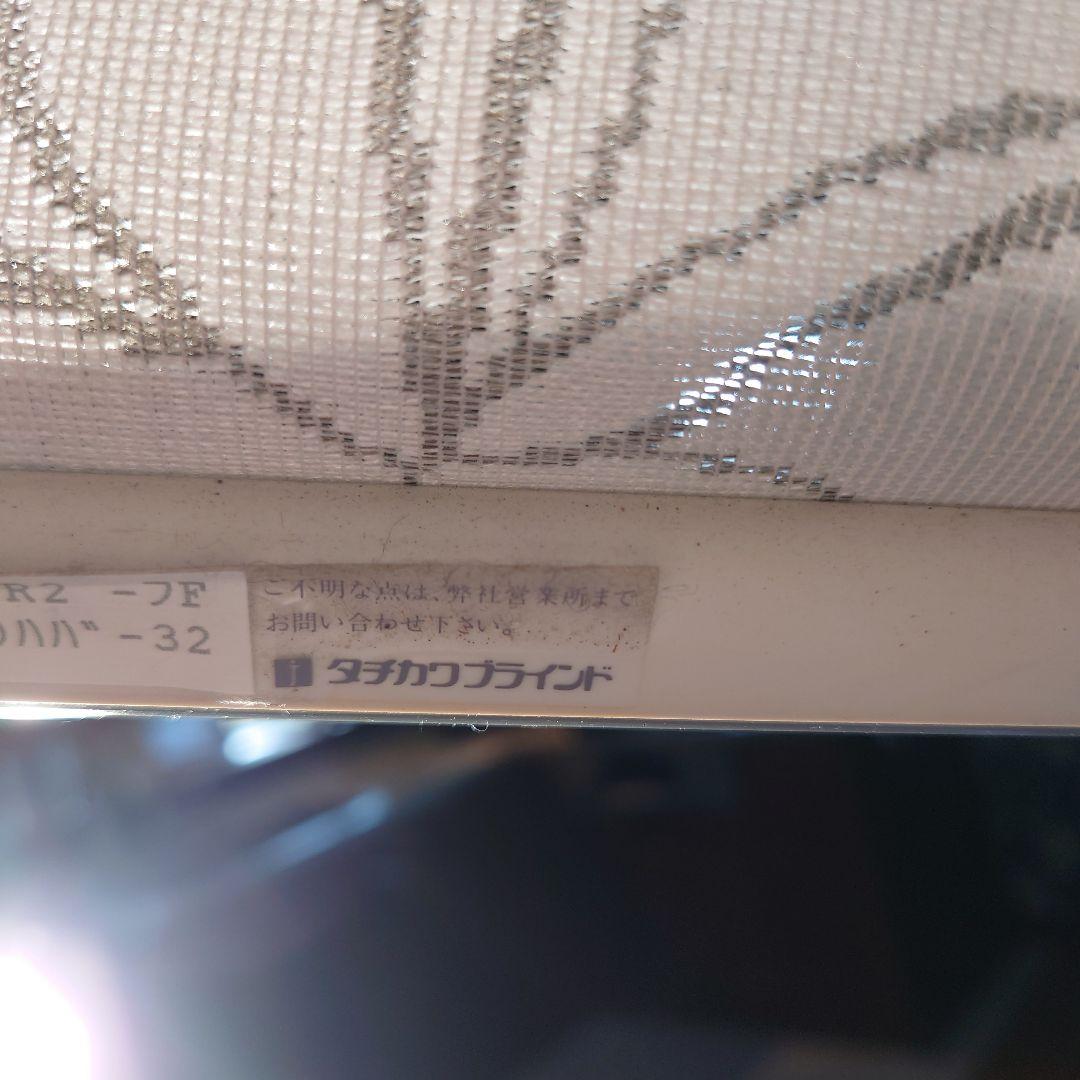 R2 -フF
ﾉハバ -32
ご不明な点は、弊社営業所まで
お問い合わせ下さい。
タチカワブラインド